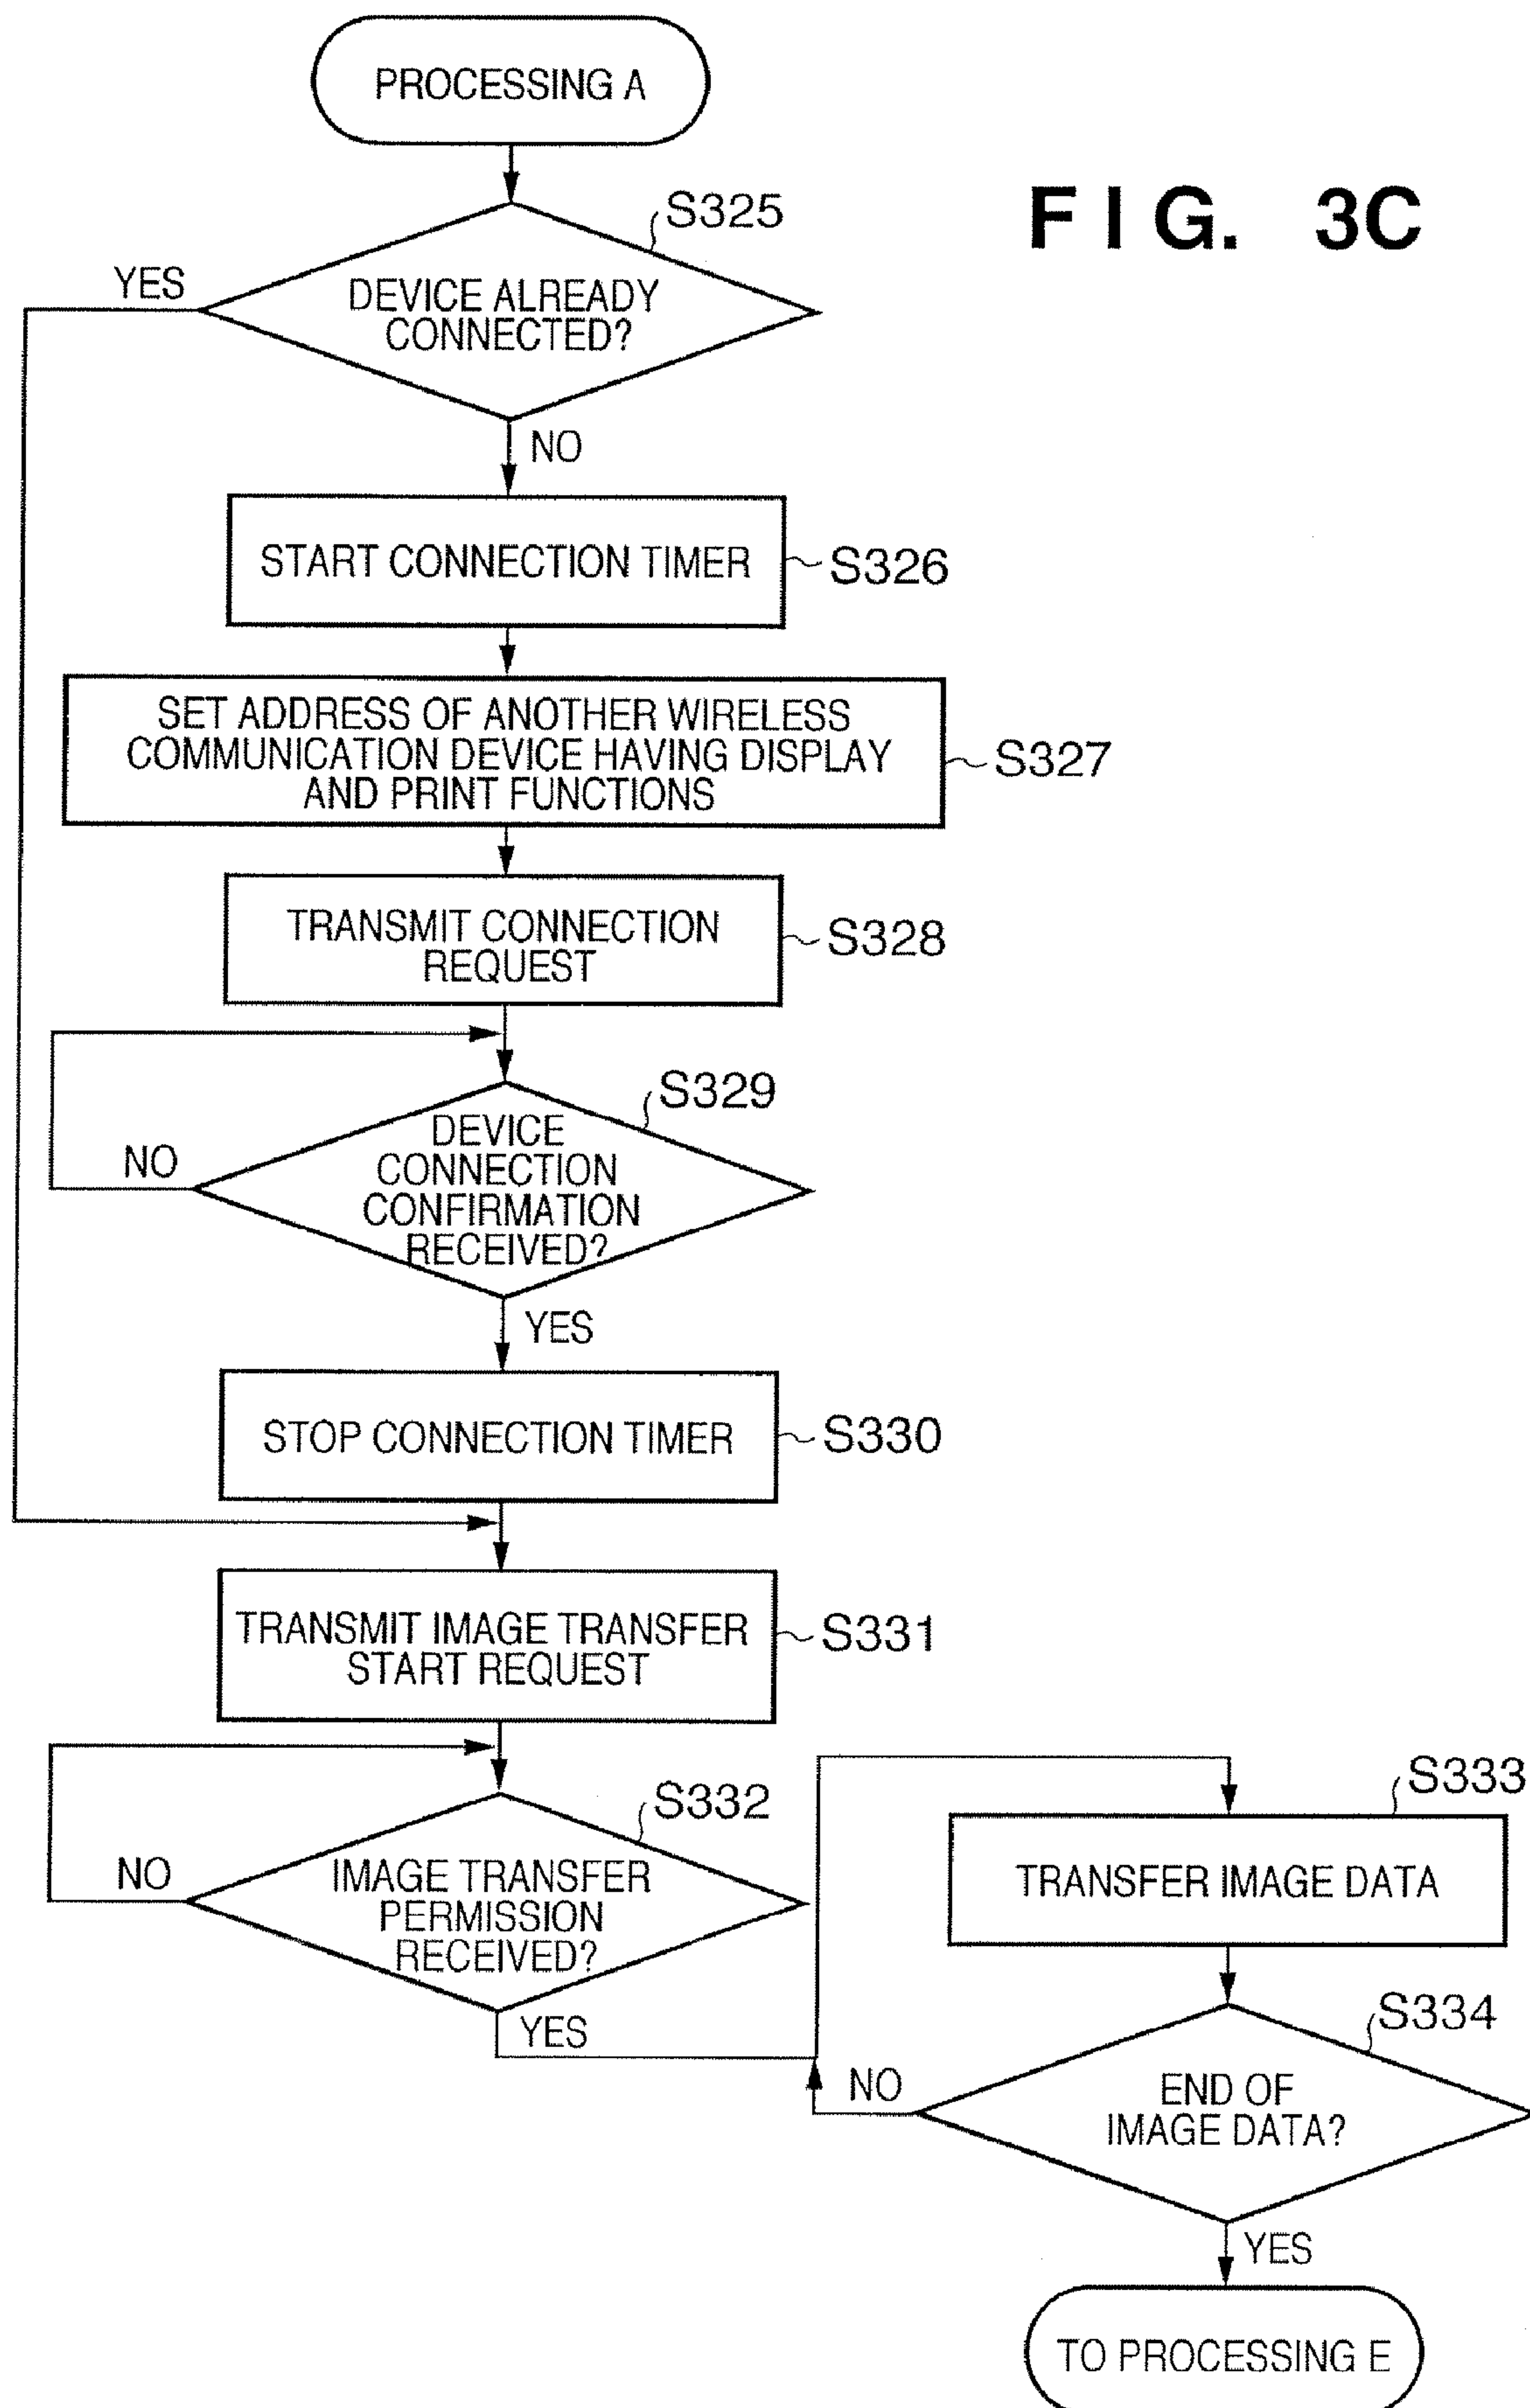 PROCESSING A
FIG. 3C
S325
YES
DEVICE ALREADY
CONNECTED?
NO
START CONNECTION TIMER
S326
SET ADDRESS OF ANOTHER WIRELESS
COMMUNICATION DEVICE HAVING DISPLAY
AND PRINT FUNCTIONS
S327
TRANSMIT CONNECTION
REQUEST
S328
S329
DEVICE
CONNECTION
CONFIRMATION
RECEIVED?
NO
YES
STOP CONNECTION TIMER
S330
TRANSMIT IMAGE TRANSFER
START REQUEST
S331
S332
NO
IMAGE TRANSFER
PERMISSION
RECEIVED?
YES
S333
TRANSFER IMAGE DATA
S334
NO
END OF
IMAGE DATA?
YES
TO PROCESSING E